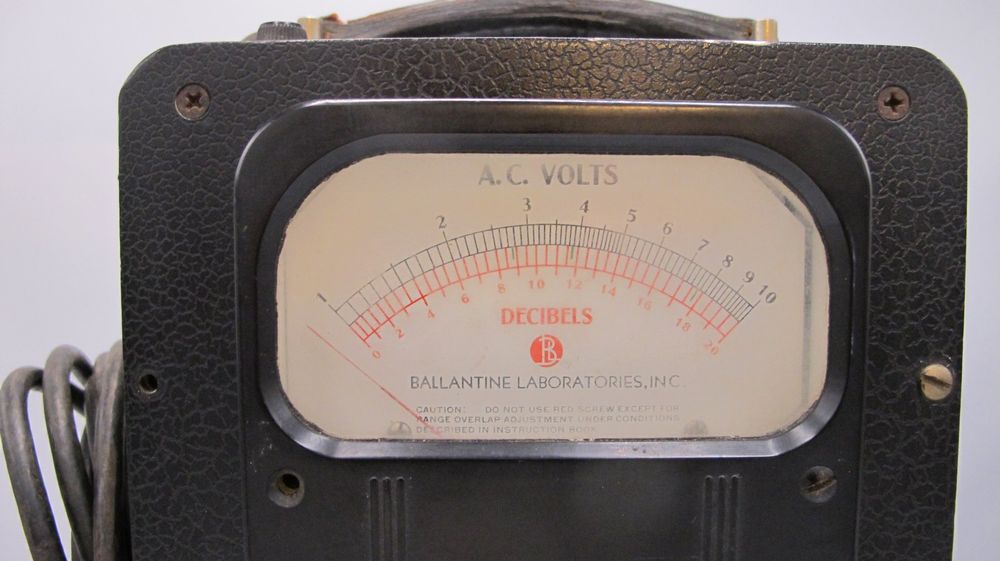 A.C. VOLTS
1 2 3 4 5 6 7 8 9 10
0 2 4 6 8 10 12 14 16 18 20
DECIBELS
BL
BALLANTINE LABORATORIES, INC.
CAUTION: DO NOT USE RED SCREW EXCEPT FOR
RANGE OVERLAP ADJUSTMENT UNDER CONDITIONS
DESCRIBED IN INSTRUCTION BOOK